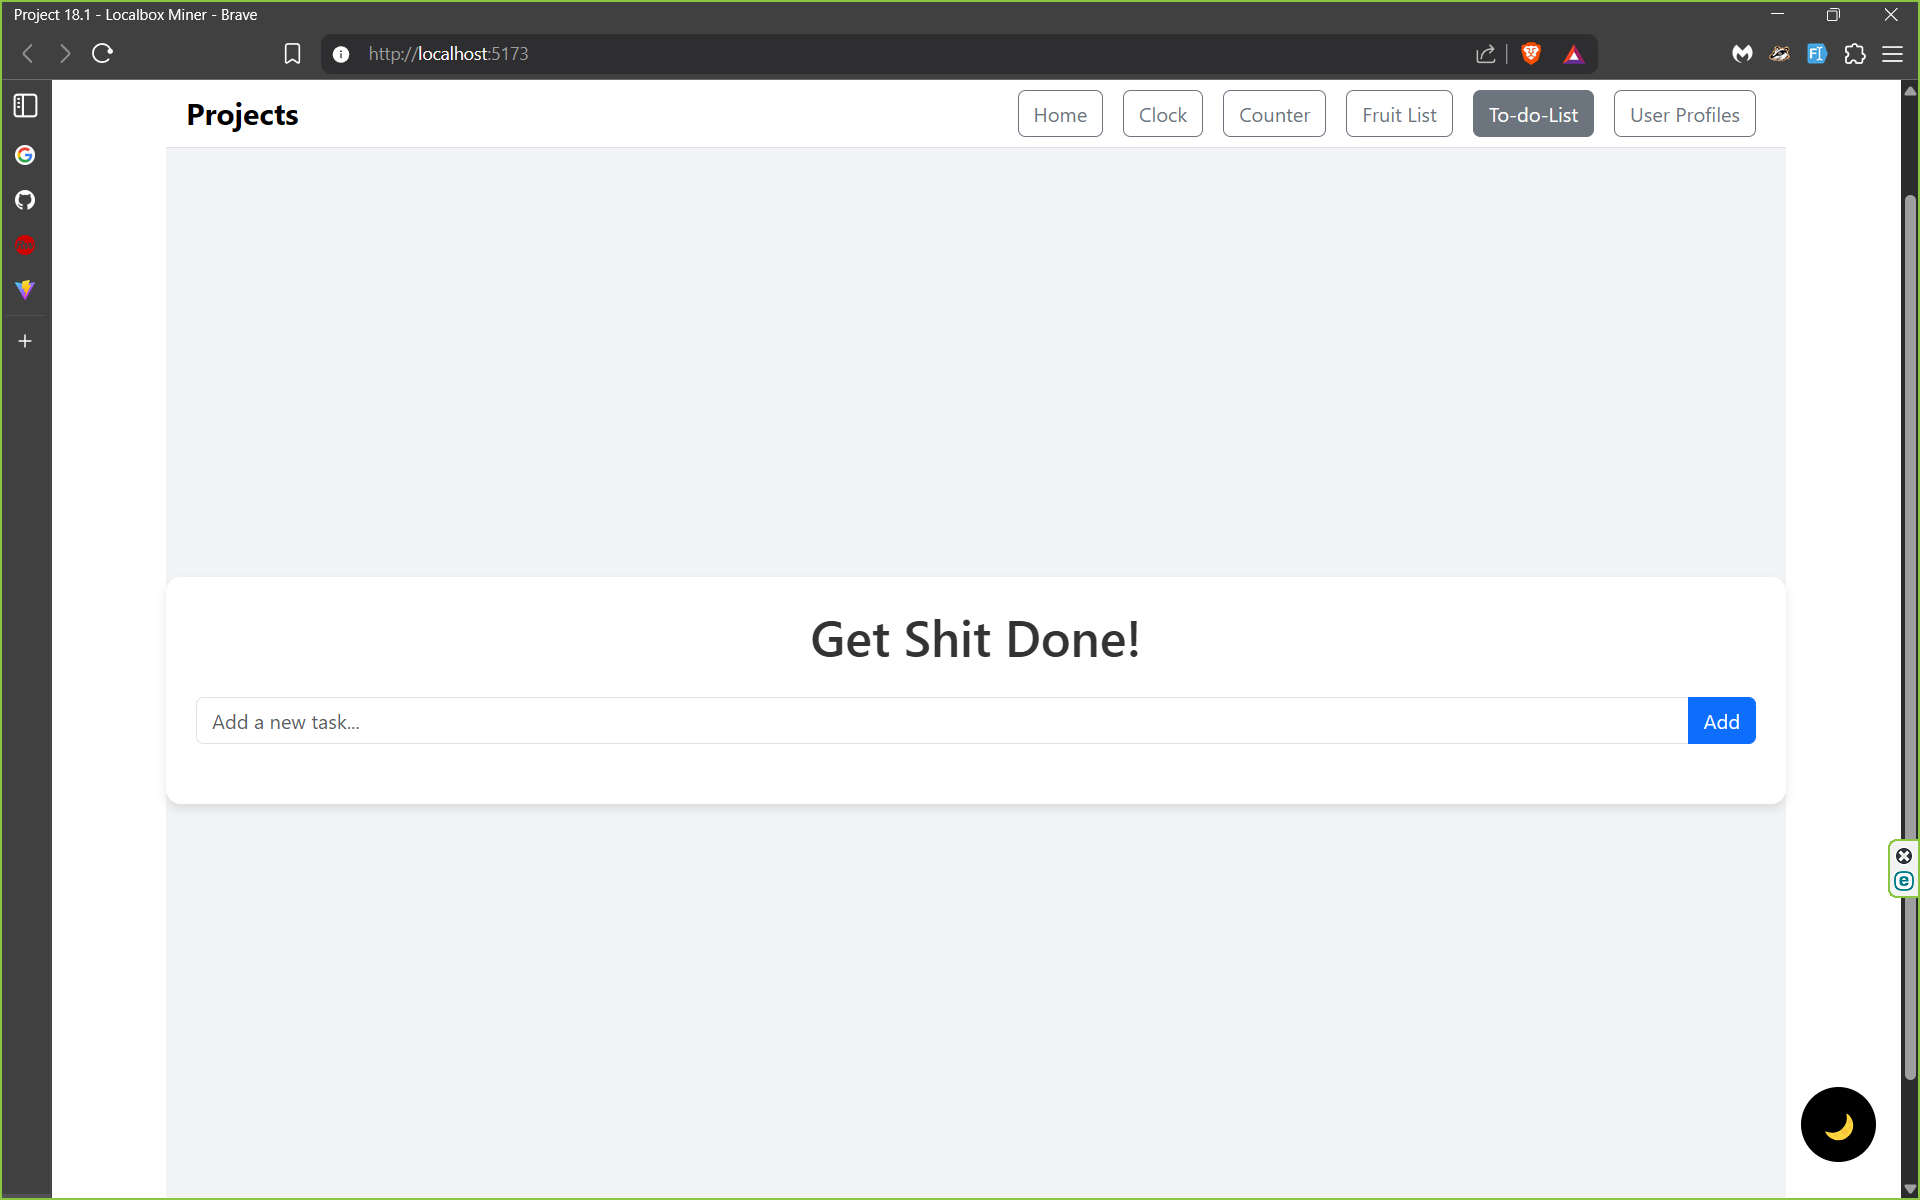 Project 18.1 - Localbox Miner - Brave
http://localhost:5173
Projects
Home
Clock
Counter
Fruit List
To-do-List
User Profiles
Get Shit Done!
Add a new task...
Add